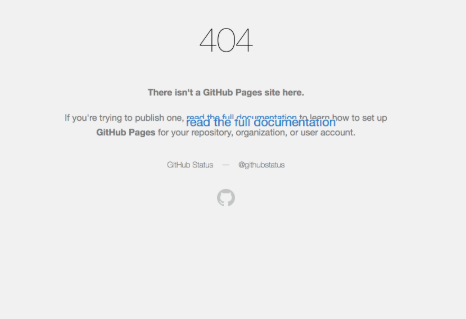 404
There isn't a GitHub Pages site here.
If you're trying to publish one, read the full documentation to learn how to set up
read the full documentation
GitHub Pages for your repository, organization, or user account.
GitHub Status — @githubstatus